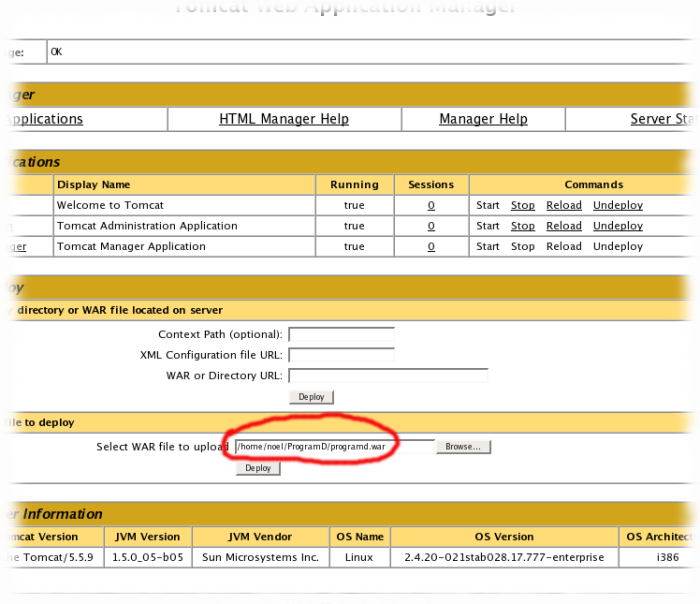 Tomcat Web Application Manager
ge: OK
ger
pplications HTML Manager Help Manager Help Server Sta
cations
Display Name Running Sessions Commands
Welcome to Tomcat true 0 Start Stop Reload Undeploy
Tomcat Administration Application true 0 Start Stop Reload Undeploy
ger Tomcat Manager Application true 0 Start Stop Reload Undeploy
oy
directory or WAR file located on server
Context Path (optional):
XML Configuration file URL:
WAR or Directory URL:
Deploy
ile to deploy
Select WAR file to upload /home/noel/ProgramD/programd.war Browse...
Deploy
er Information
mcat Version JVM Version JVM Vendor OS Name OS Version OS Architect
he Tomcat/5.5.9 1.5.0_05-b05 Sun Microsystems Inc. Linux 2.4.20-021stab028.17.777-enterprise i386